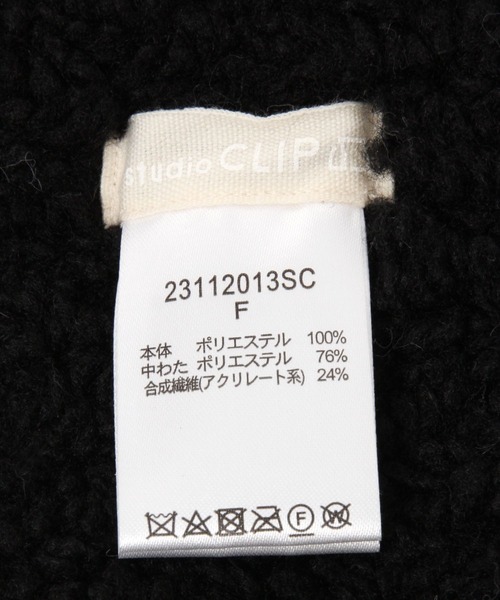 studio CLIP
23112013SC
F
本体 ポリエステル 100%
中わた ポリエステル 76%
合成繊維(アクリレート系) 24%
F W